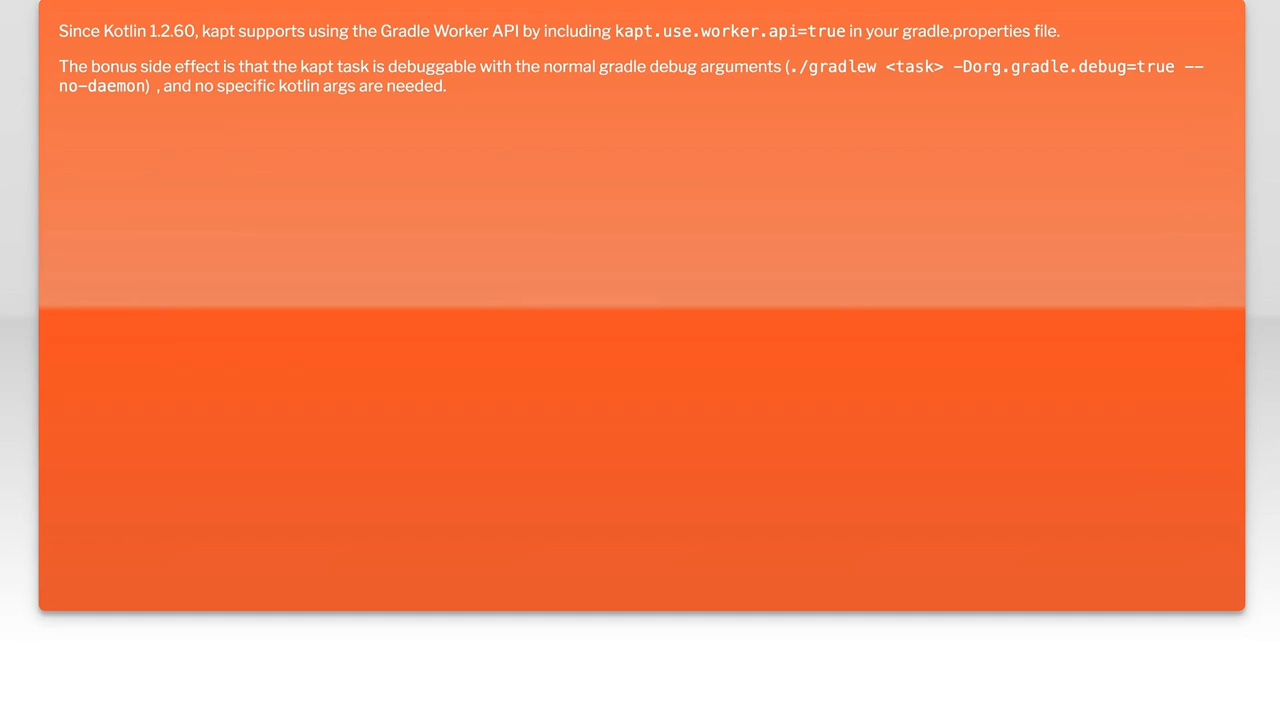 Since Kotlin 1.2.60, kapt supports using the Gradle Worker API by including kapt.use.worker.api=true in your gradle.properties file.
The bonus side effect is that the kapt task is debuggable with the normal gradle debug arguments (./gradlew <task> -Dorg.gradle.debug=true --
no-daemon) , and no specific kotlin args are needed.